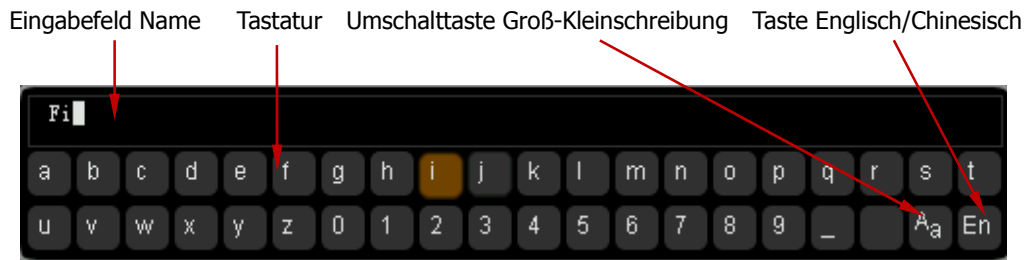 Eingabefeld Name Tastatur Umschalttaste Groß-Kleinschreibung Taste Englisch/Chinesisch
Fi
a b c d e f g h i j k l m n o p q r s t
u v w x y z 0 1 2 3 4 5 6 7 8 9 _ Aa En